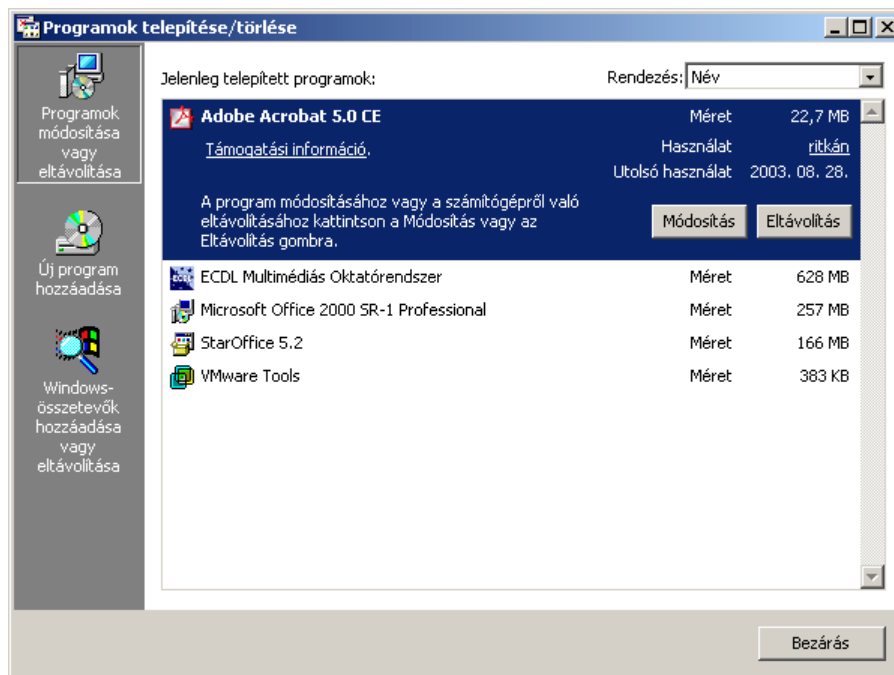 Programok telepítése/törlése
Programok
módosítása
vagy
eltávolítása
Új program
hozzáadása
Windows-
összetevők
hozzáadása
vagy
eltávolítása
Jelenleg telepített programok:
Rendezés: Név
Adobe Acrobat 5.0 CE Méret 22,7 MB
Támogatási információ. Használat ritkán
Utolsó használat 2003. 08. 28.
A program módosításához vagy a számítógépről való
eltávolításához kattintson a Módosítás vagy az
Eltávolítás gombra.
Módosítás Eltávolítás
ECDL Multimédiás Oktatórendszer Méret 628 MB
Microsoft Office 2000 SR-1 Professional Méret 257 MB
StarOffice 5.2 Méret 166 MB
VMware Tools Méret 383 KB
Bezárás